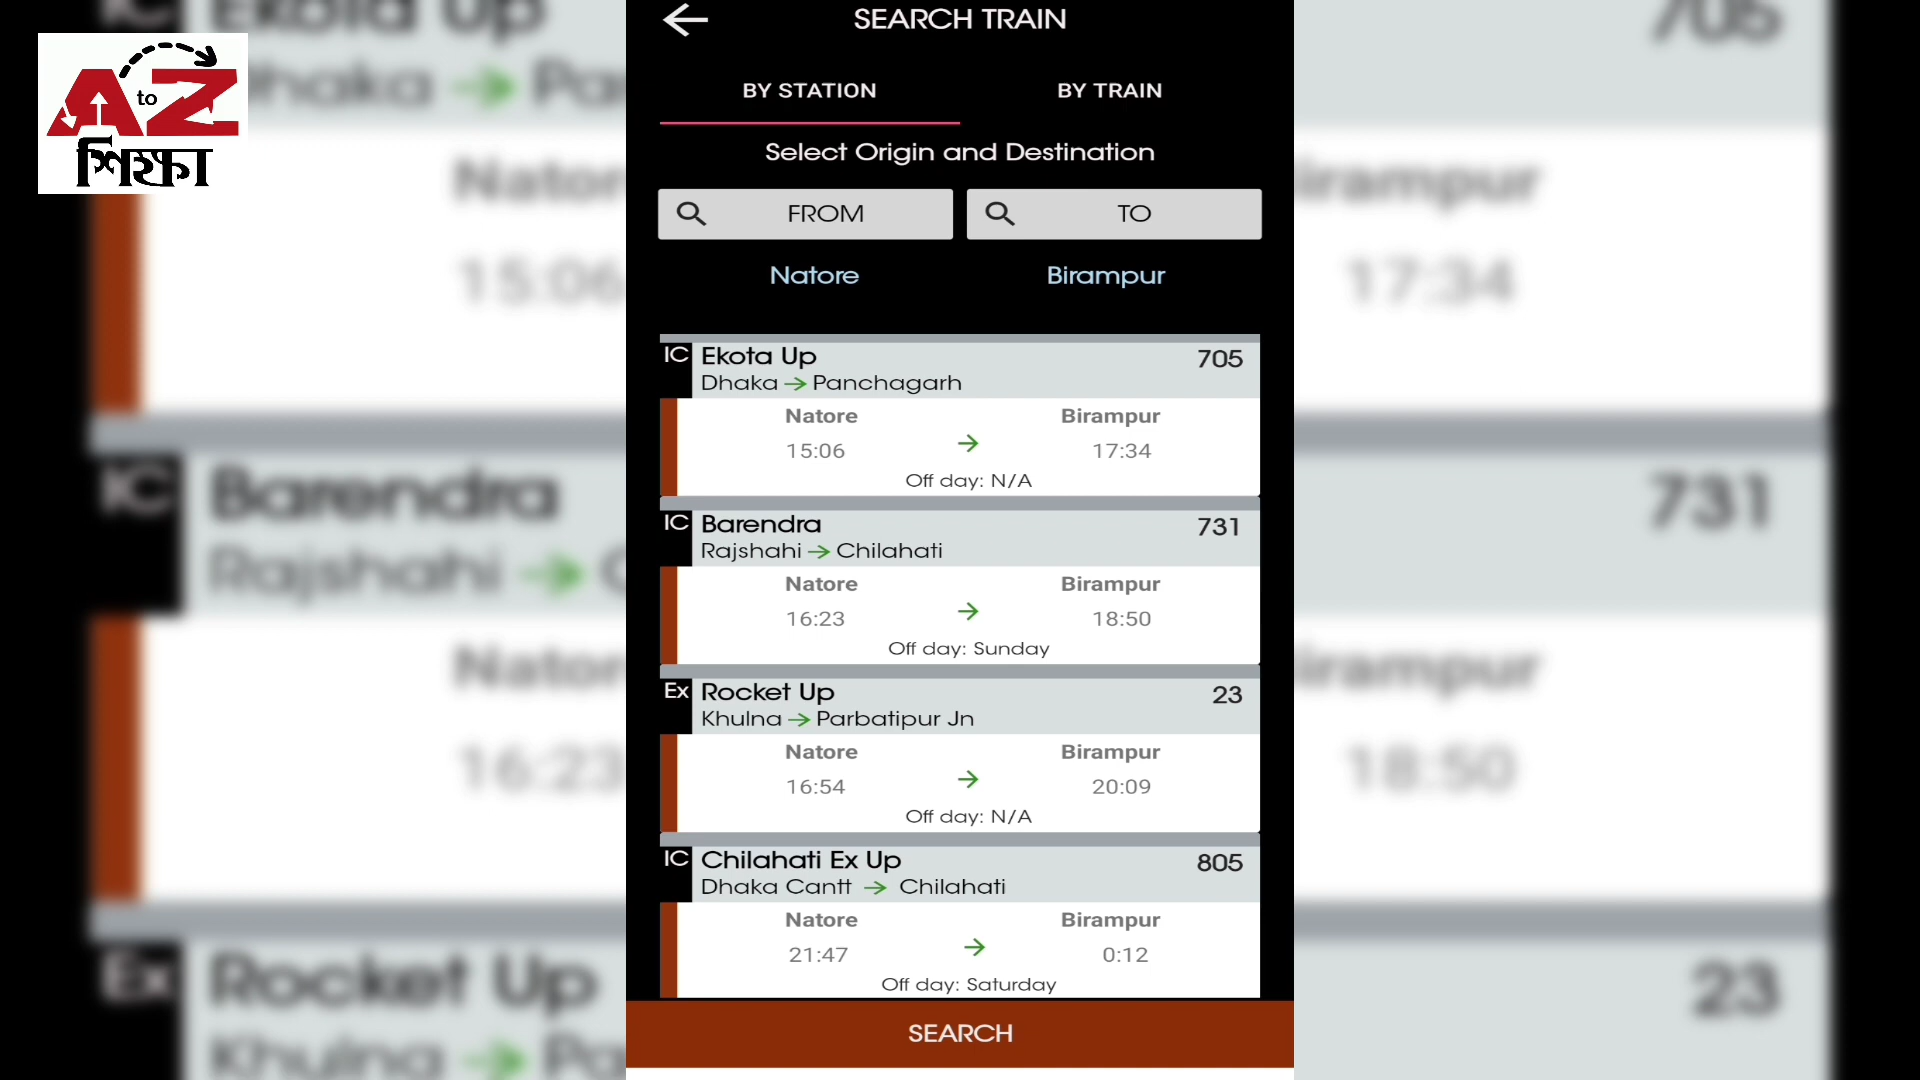 A to Z
শিক্ষা
SEARCH TRAIN
BY STATION BY TRAIN
Select Origin and Destination
FROM TO
Natore Birampur
IC Ekota Up 705
Dhaka → Panchagarh
Natore Birampur
15:06 → 17:34
Off day: N/A
IC Barendra 731
Rajshahi → Chilahati
Natore Birampur
16:23 → 18:50
Off day: Sunday
Ex Rocket Up 23
Khulna → Parbatipur Jn
Natore Birampur
16:54 → 20:09
Off day: N/A
IC Chilahati Ex Up 805
Dhaka Cantt → Chilahati
Natore Birampur
21:47 → 0:12
Off day: Saturday
SEARCH